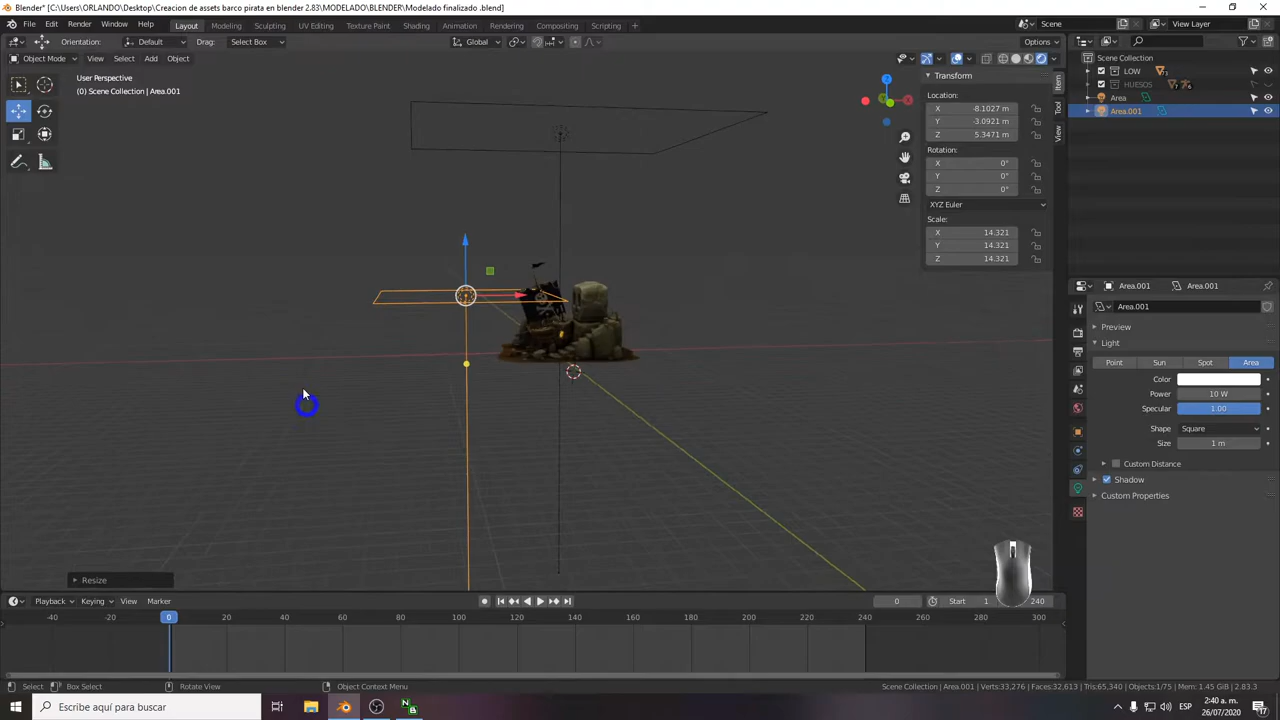 Blender* [C:\Users\ORLANDO\Desktop\Creacion de assets barco pirata en blender 2.83\MODELADO\BLENDER\Modelado finalizado .blend]
File Edit Render Window Help Layout Modeling Sculpting UV Editing Texture Paint Shading Animation Rendering Compositing Scripting + Scene View Layer
Orientation: Default Drag: Select Box Global Options
Object Mode View Select Add Object
User Perspective
(0) Scene Collection | Area.001
Transform
Location:
X -8.1027 m
Y -3.0921 m
Z 5.3471 m
Rotation:
X 0°
Y 0°
Z 0°
XYZ Euler
Scale:
X 14.321
Y 14.321
Z 14.321
Item
Tool
View
Scene Collection
LOW
HUESOS
Area
Area.001
Area.001 Area.001
Area.001
Preview
Light
Point Sun Spot Area
Color
Power 10 W
Specular 1.00
Shape Square
Size 1 m
Custom Distance
Shadow
Custom Properties
Resize
Playback Keying View Marker 0 Start 1 240
-40 -20 0 20 40 60 80 100 120 140 160 180 200 220 240 260 280 300
Select Box Select Rotate View Object Context Menu Scene Collection | Area.001 | Verts:33,276 | Faces:32,613 | Tris:65,340 | Objects:1/75 | Mem: 1.45 GiB | 2.83.3
Escribe aquí para buscar
ESP
2:40 a. m.
26/07/2020
17